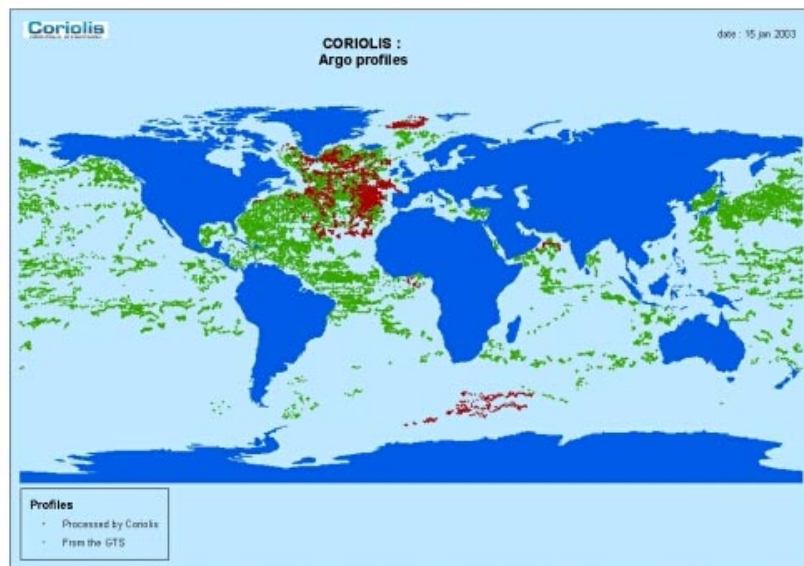 Coriolis
CORIOLIS :
Argo profiles
date : 15 jan 2003
Profiles
Processed by Coriolis
From the GTS